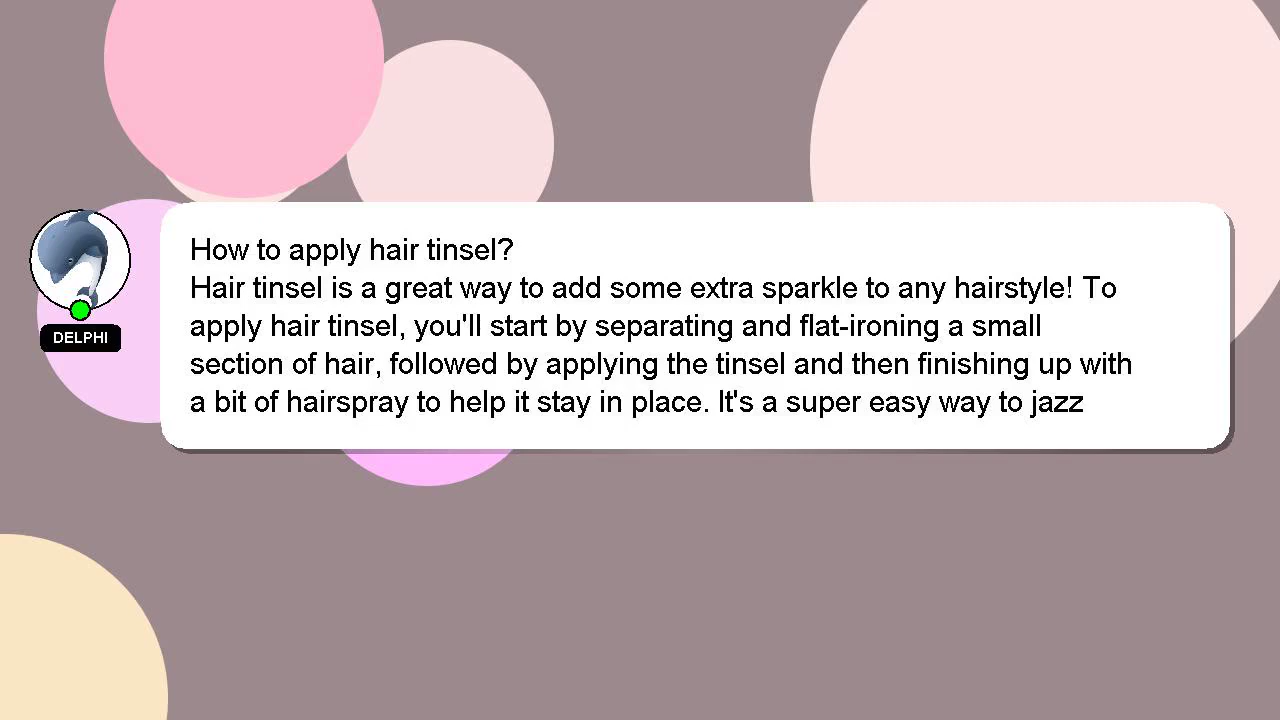 How to apply hair tinsel?
Hair tinsel is a great way to add some extra sparkle to any hairstyle! To
apply hair tinsel, you'll start by separating and flat-ironing a small
section of hair, followed by applying the tinsel and then finishing up with
a bit of hairspray to help it stay in place. It's a super easy way to jazz
DELPHI